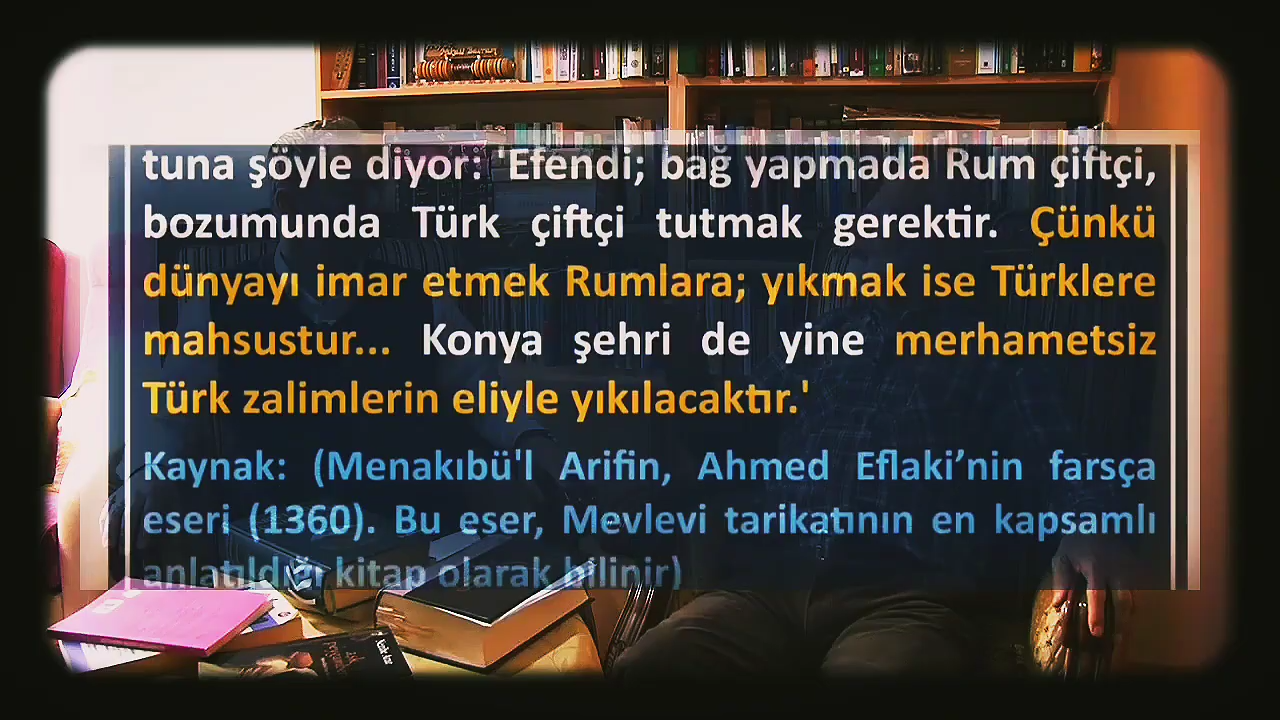 tuna şöyle diyor: 'Efendi; bağ yapmada Rum çiftçi,
bozumunda Türk çiftçi tutmak gerektir. Çünkü
dünyayı imar etmek Rumlara; yıkmak ise Türklere
mahsustur... Konya şehri de yine merhametsiz
Türk zalimlerin eliyle yıkılacaktır.'
Kaynak: (Menakıbü'l Arifin, Ahmed Eflaki’nin farsça
eseri (1360). Bu eser, Mevlevi tarikatının en kapsamlı
anlatıldığı kitap olarak bilinir)